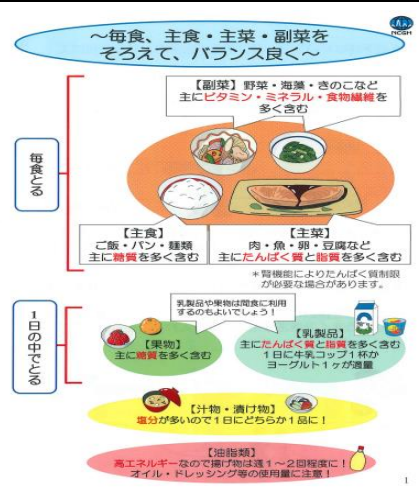 ～毎食、主食・主菜・副菜を
そろえて、バランス良く～
NCGM
【副菜】野菜・海藻・きのこなど
主にビタミン・ミネラル・食物繊維を
多く含む
毎食とる
【主食】
ご飯・パン・麺類
主に糖質を多く含む
【主菜】
肉・魚・卵・豆腐など
主にたんぱく質と脂質を多く含む
＊腎機能によりたんぱく質制限
が必要な場合があります。
1日の中でとる
乳製品や果物は間食に利用
するのもよいでしょう！
【果物】
主に糖質を多く含む
【乳製品】
主にたんぱく質と脂質を多く含む
1日に牛乳コップ1杯か
ヨーグルト1ヶが適量
【汁物・漬け物】
塩分が多いので1日にどちらか1品に！
【油脂類】
高エネルギーなので揚げ物は週1～2回程度に！
オイル・ドレッシング等の使用量に注意！
1